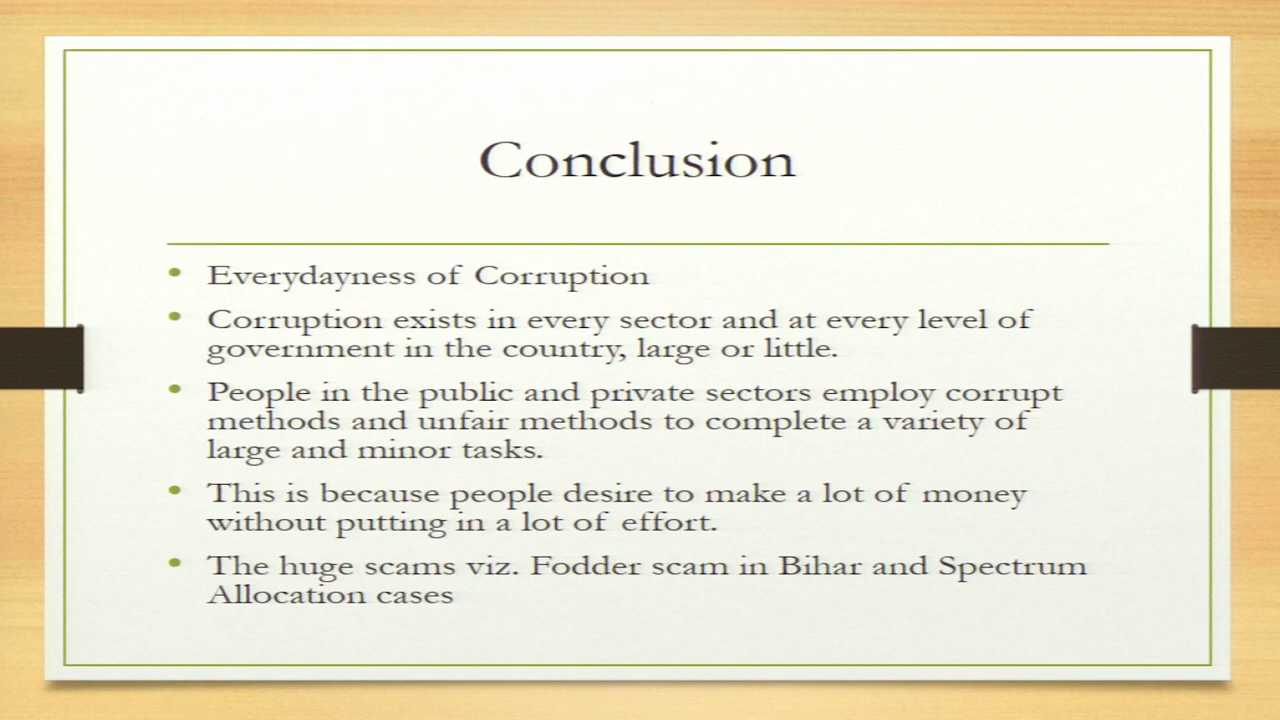 Conclusion
• Everydayness of Corruption
• Corruption exists in every sector and at every level of
government in the country, large or little.
• People in the public and private sectors employ corrupt
methods and unfair methods to complete a variety of
large and minor tasks.
• This is because people desire to make a lot of money
without putting in a lot of effort.
• The huge scams viz. Fodder scam in Bihar and Spectrum
Allocation cases